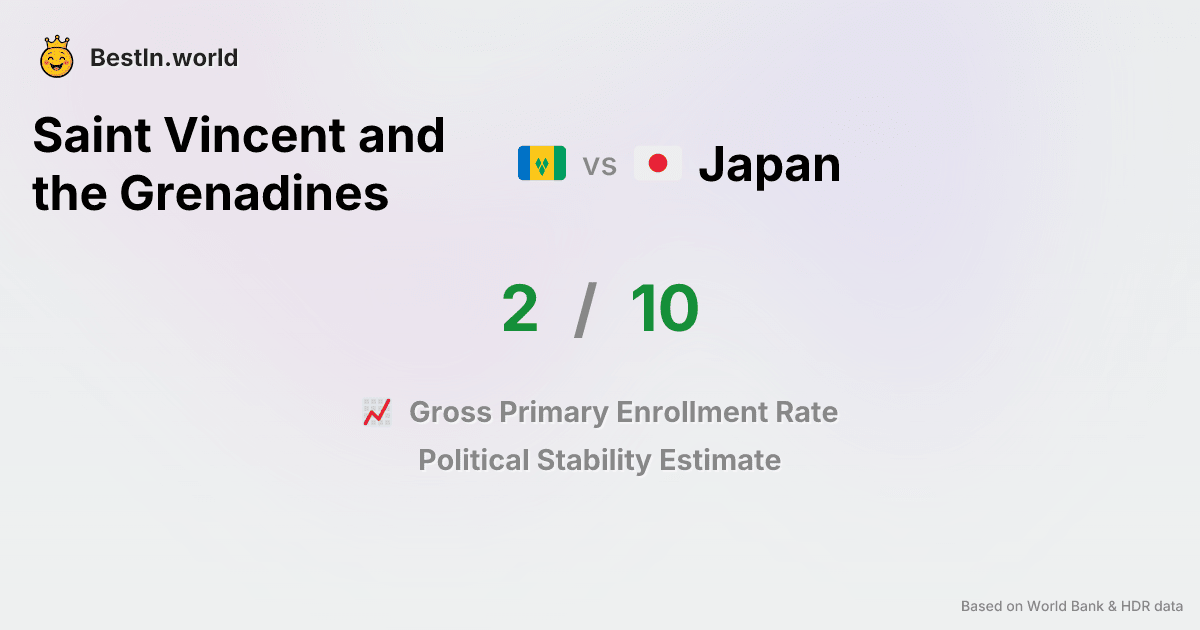 BestIn.world
Saint Vincent and
the Grenadines
vs
Japan
2 / 10
Gross Primary Enrollment Rate
Political Stability Estimate
Based on World Bank & HDR data